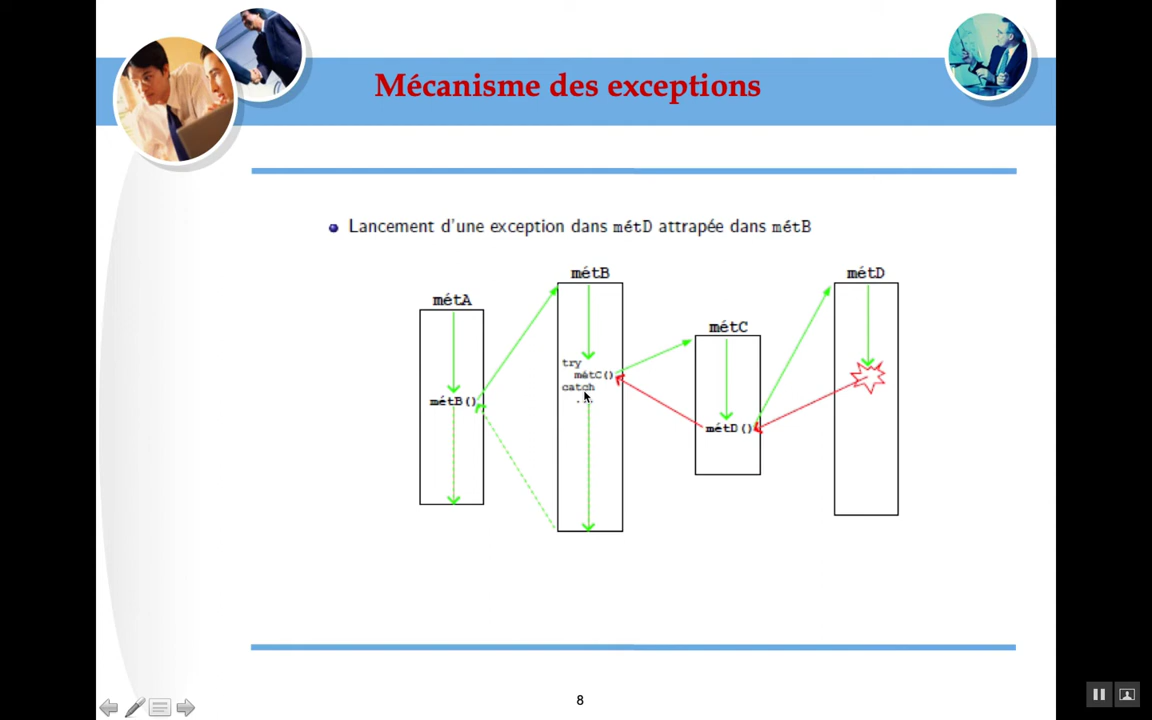 Mécanisme des exceptions
Lancement d'une exception dans métD attrapée dans métB
métA
métB()
métB
try
métC()
catch
...
métC
métD()
métD
8